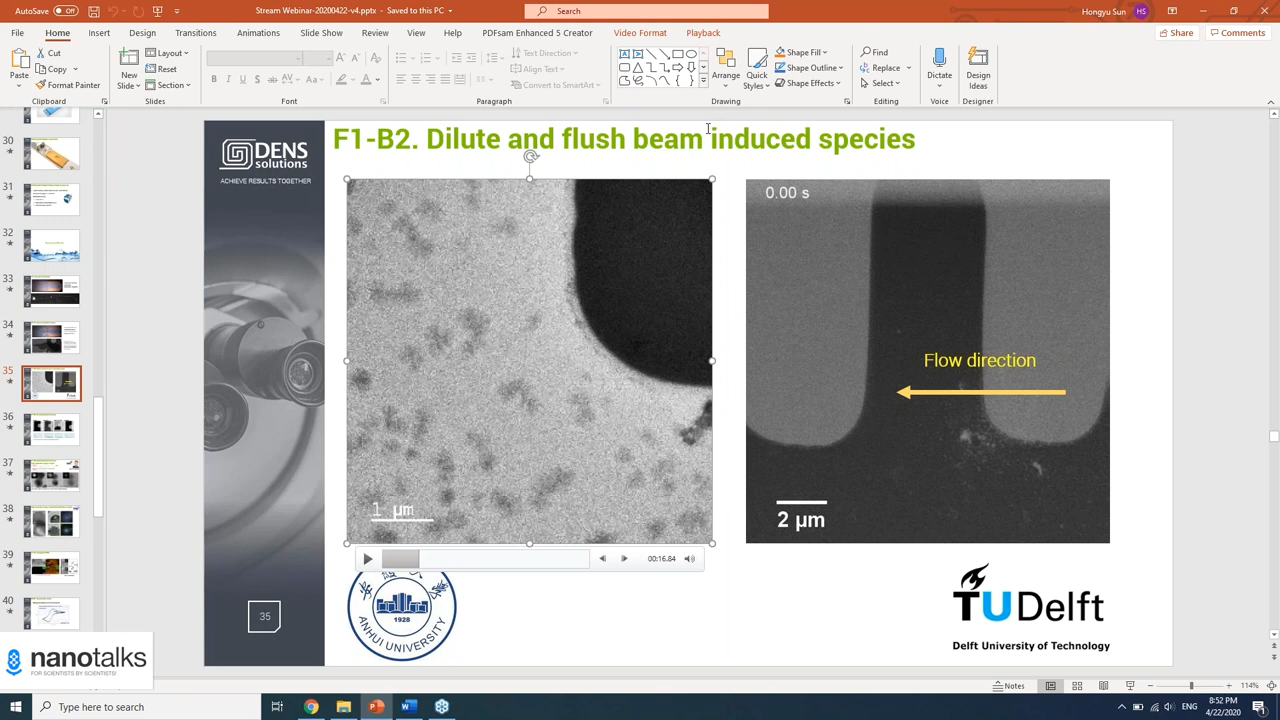 AutoSave Off
Stream Webinar-20200422-v4.pptx - Saved to this PC
Search
Hongyu Sun
HS
File Home Insert Design Transitions Animations Slide Show Review View Help PDFsam Enhanced 5 Creator Video Format Playback
Share Comments
Paste
Cut
Copy
Format Painter
Clipboard
New Slide
Layout
Reset
Section
Slides
B I U S ab AV Aa
Font
Text Direction
Align Text
Convert to SmartArt
Paragraph
Arrange
Quick Styles
Shape Fill
Shape Outline
Shape Effects
Drawing
Find
Replace
Select
Editing
Dictate
Voice
Design Ideas
Designer
30
31
32
33
34
35
36
37
38
39
40
DENS
solutions
ACHIEVE RESULTS TOGETHER
F1-B2. Dilute and flush beam induced species
1 μm
00:16.84
0.00 s
Flow direction
2 μm
35
1928
ANHUI UNIVERSITY
TUDelft
Delft University of Technology
nanotalks
FOR SCIENTISTS BY SCIENTISTS!
Notes
114%
Type here to search
ENG
8:52 PM
4/22/2020